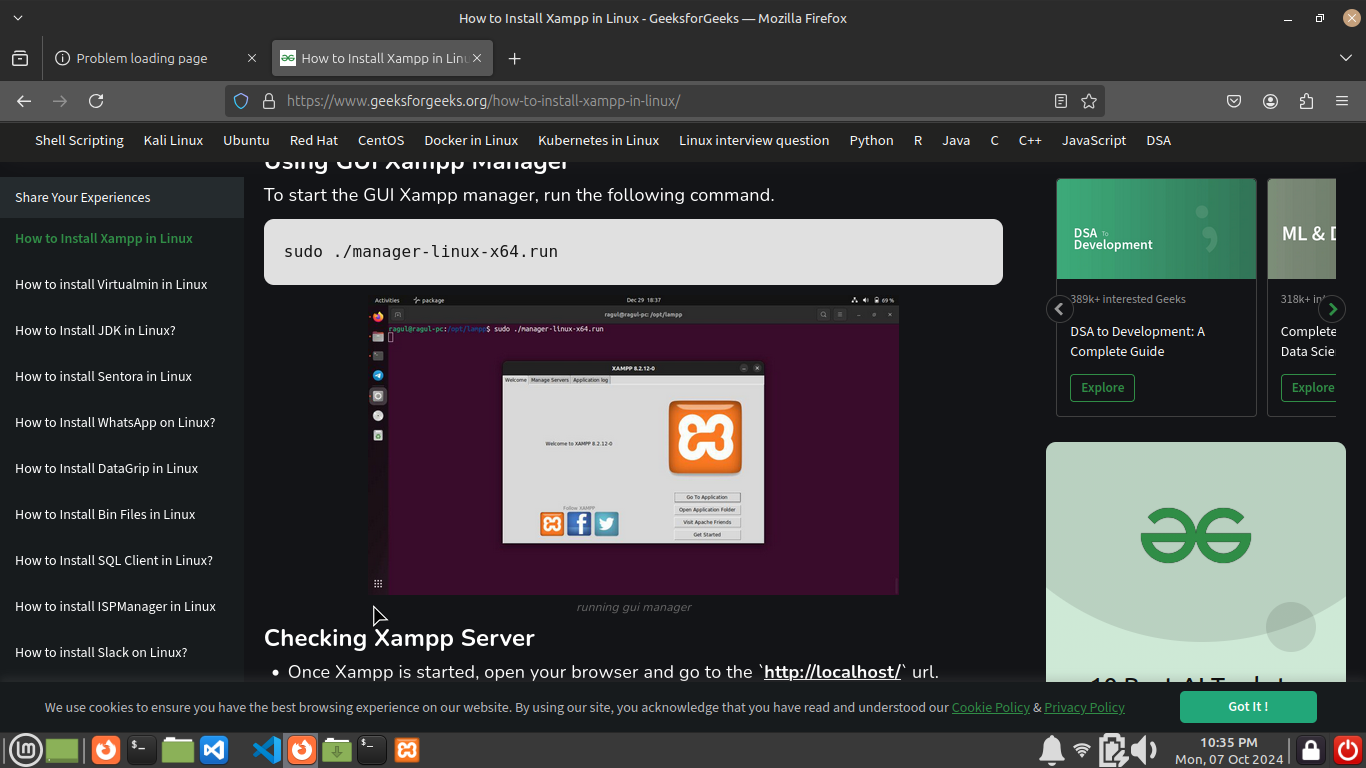 How to Install Xampp in Linux - GeeksforGeeks — Mozilla Firefox
Problem loading page
How to Install Xampp in Linu
https://www.geeksforgeeks.org/how-to-install-xampp-in-linux/
Shell Scripting Kali Linux Ubuntu Red Hat CentOS Docker in Linux Kubernetes in Linux Linux interview question Python R Java C C++ JavaScript DSA
Share Your Experiences
How to Install Xampp in Linux
How to install Virtualmin in Linux
How to Install JDK in Linux?
How to install Sentora in Linux
How to Install WhatsApp on Linux?
How to Install DataGrip in Linux
How to Install Bin Files in Linux
How to Install SQL Client in Linux?
How to install ISPManager in Linux
How to install Slack on Linux?
Using GUI Xampp Manager
To start the GUI Xampp manager, run the following command.
sudo ./manager-linux-x64.run
Activities package Dec 29 18:37 69 %
ragul@ragul-pc: /opt/lampp
ragul@ragul-pc:/opt/lampp$ sudo ./manager-linux-x64.run
XAMPP 8.2.12-0
Welcome Manage Servers Application log
Welcome to XAMPP 8.2.12-0
Follow XAMPP
Go To Application
Open Application Folder
Visit Apache Friends
Get Started
running gui manager
Checking Xampp Server
• Once Xampp is started, open your browser and go to the `http://localhost/` url.
DSA To
Development
389k+ interested Geeks
DSA to Development: A
Complete Guide
Explore
ML & D
318k+ in
Complete
Data Scie
Explore
We use cookies to ensure you have the best browsing experience on our website. By using our site, you acknowledge that you have read and understood our Cookie Policy & Privacy Policy
Got It !
10:35 PM
Mon, 07 Oct 2024